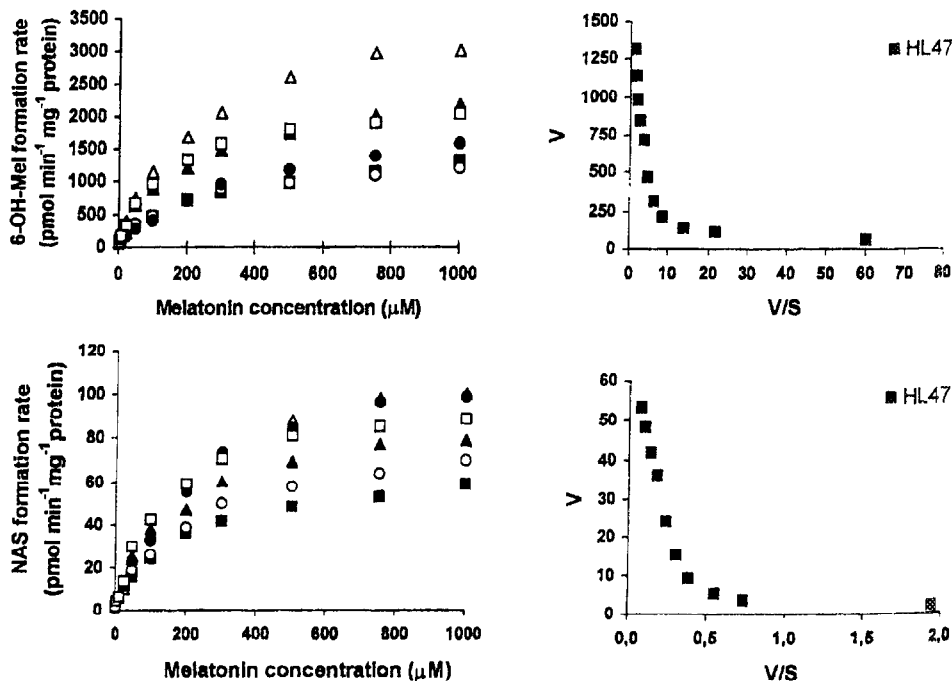 6-OH-Mel formation rate
(pmol min⁻¹ mg⁻¹ protein)
3500
3000
2500
2000
1500
1000
500
0
0 200 400 600 800 1000
Melatonin concentration (µM)
V
1500
1250
1000
750
500
250
0
0 10 20 30 40 50 60 70 80
V/S
HL47
NAS formation rate
(pmol min⁻¹mg⁻¹protein)
120
100
80
60
40
20
0
0 200 400 600 800 1000
Melatonin concentration (µM)
V
60
50
40
30
20
10
0
0,0 0,5 1,0 1,5 2,0
V/S
HL47